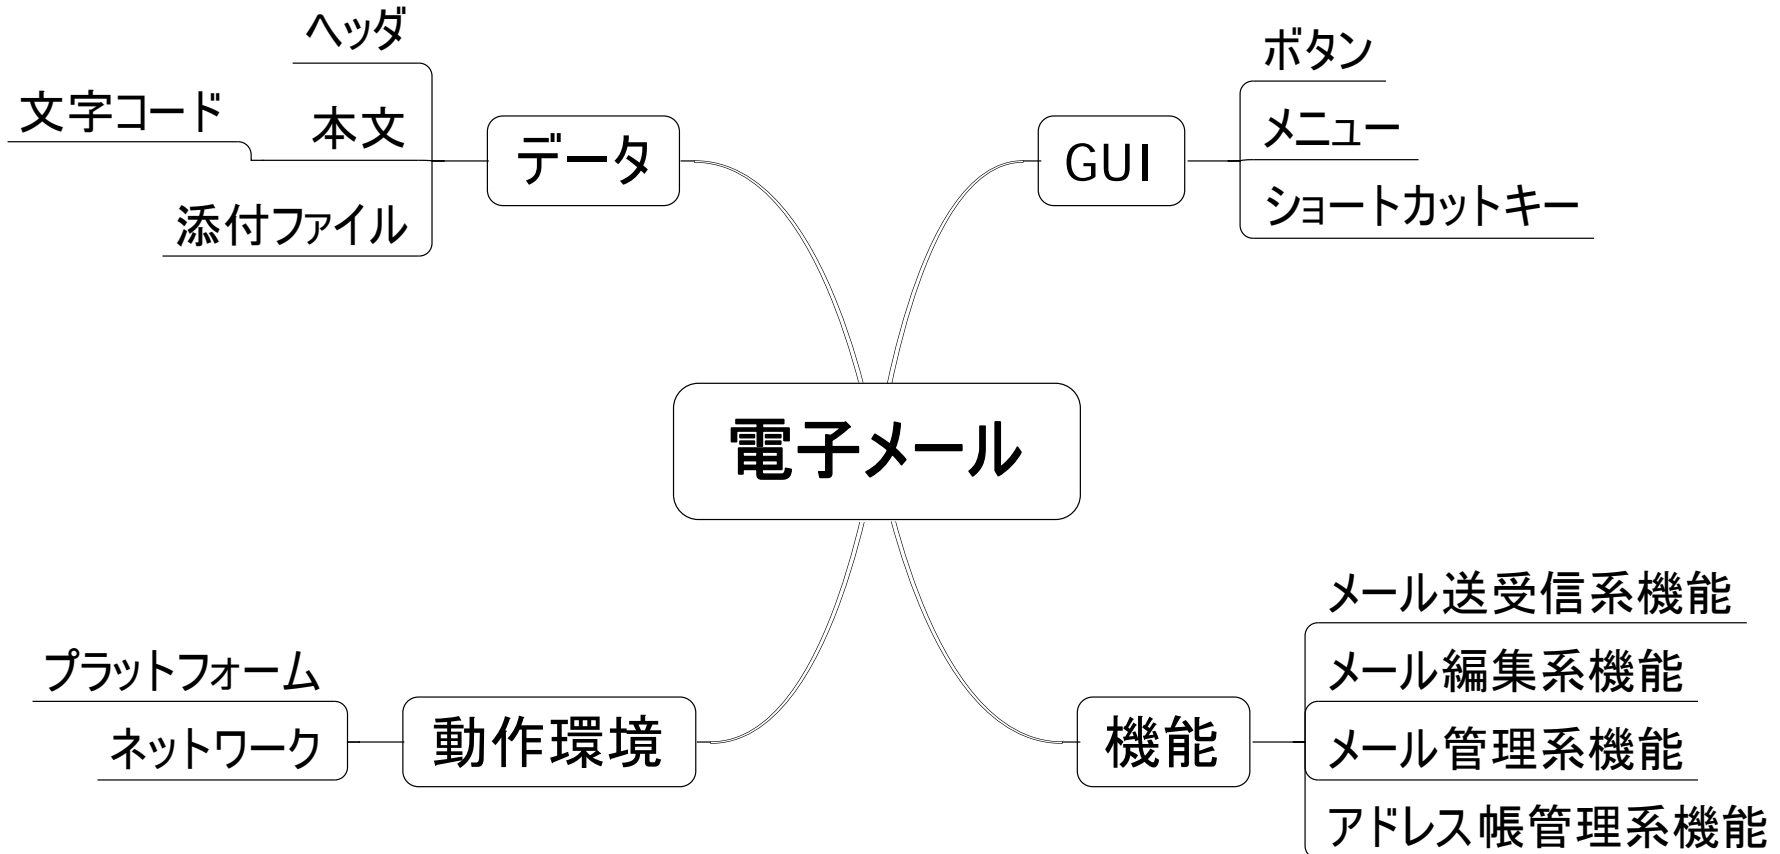 ヘッダ
文字コード
本文
データ
添付ファイル
ボタン
メニュー
GUI
ショートカットキー
電子メール
プラットフォーム
ネットワーク
動作環境
メール送受信系機能
メール編集系機能
機能
メール管理系機能
アドレス帳管理系機能